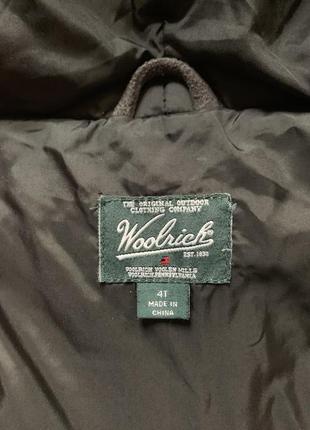 THE ORIGINAL OUTDOOR
CLOTHING COMPANY
Woolrich
EST. 1830
WOOLRICH WOOLEN MILLS
WOOLRICH, PENNSYLVANIA
4T
MADE IN
CHINA